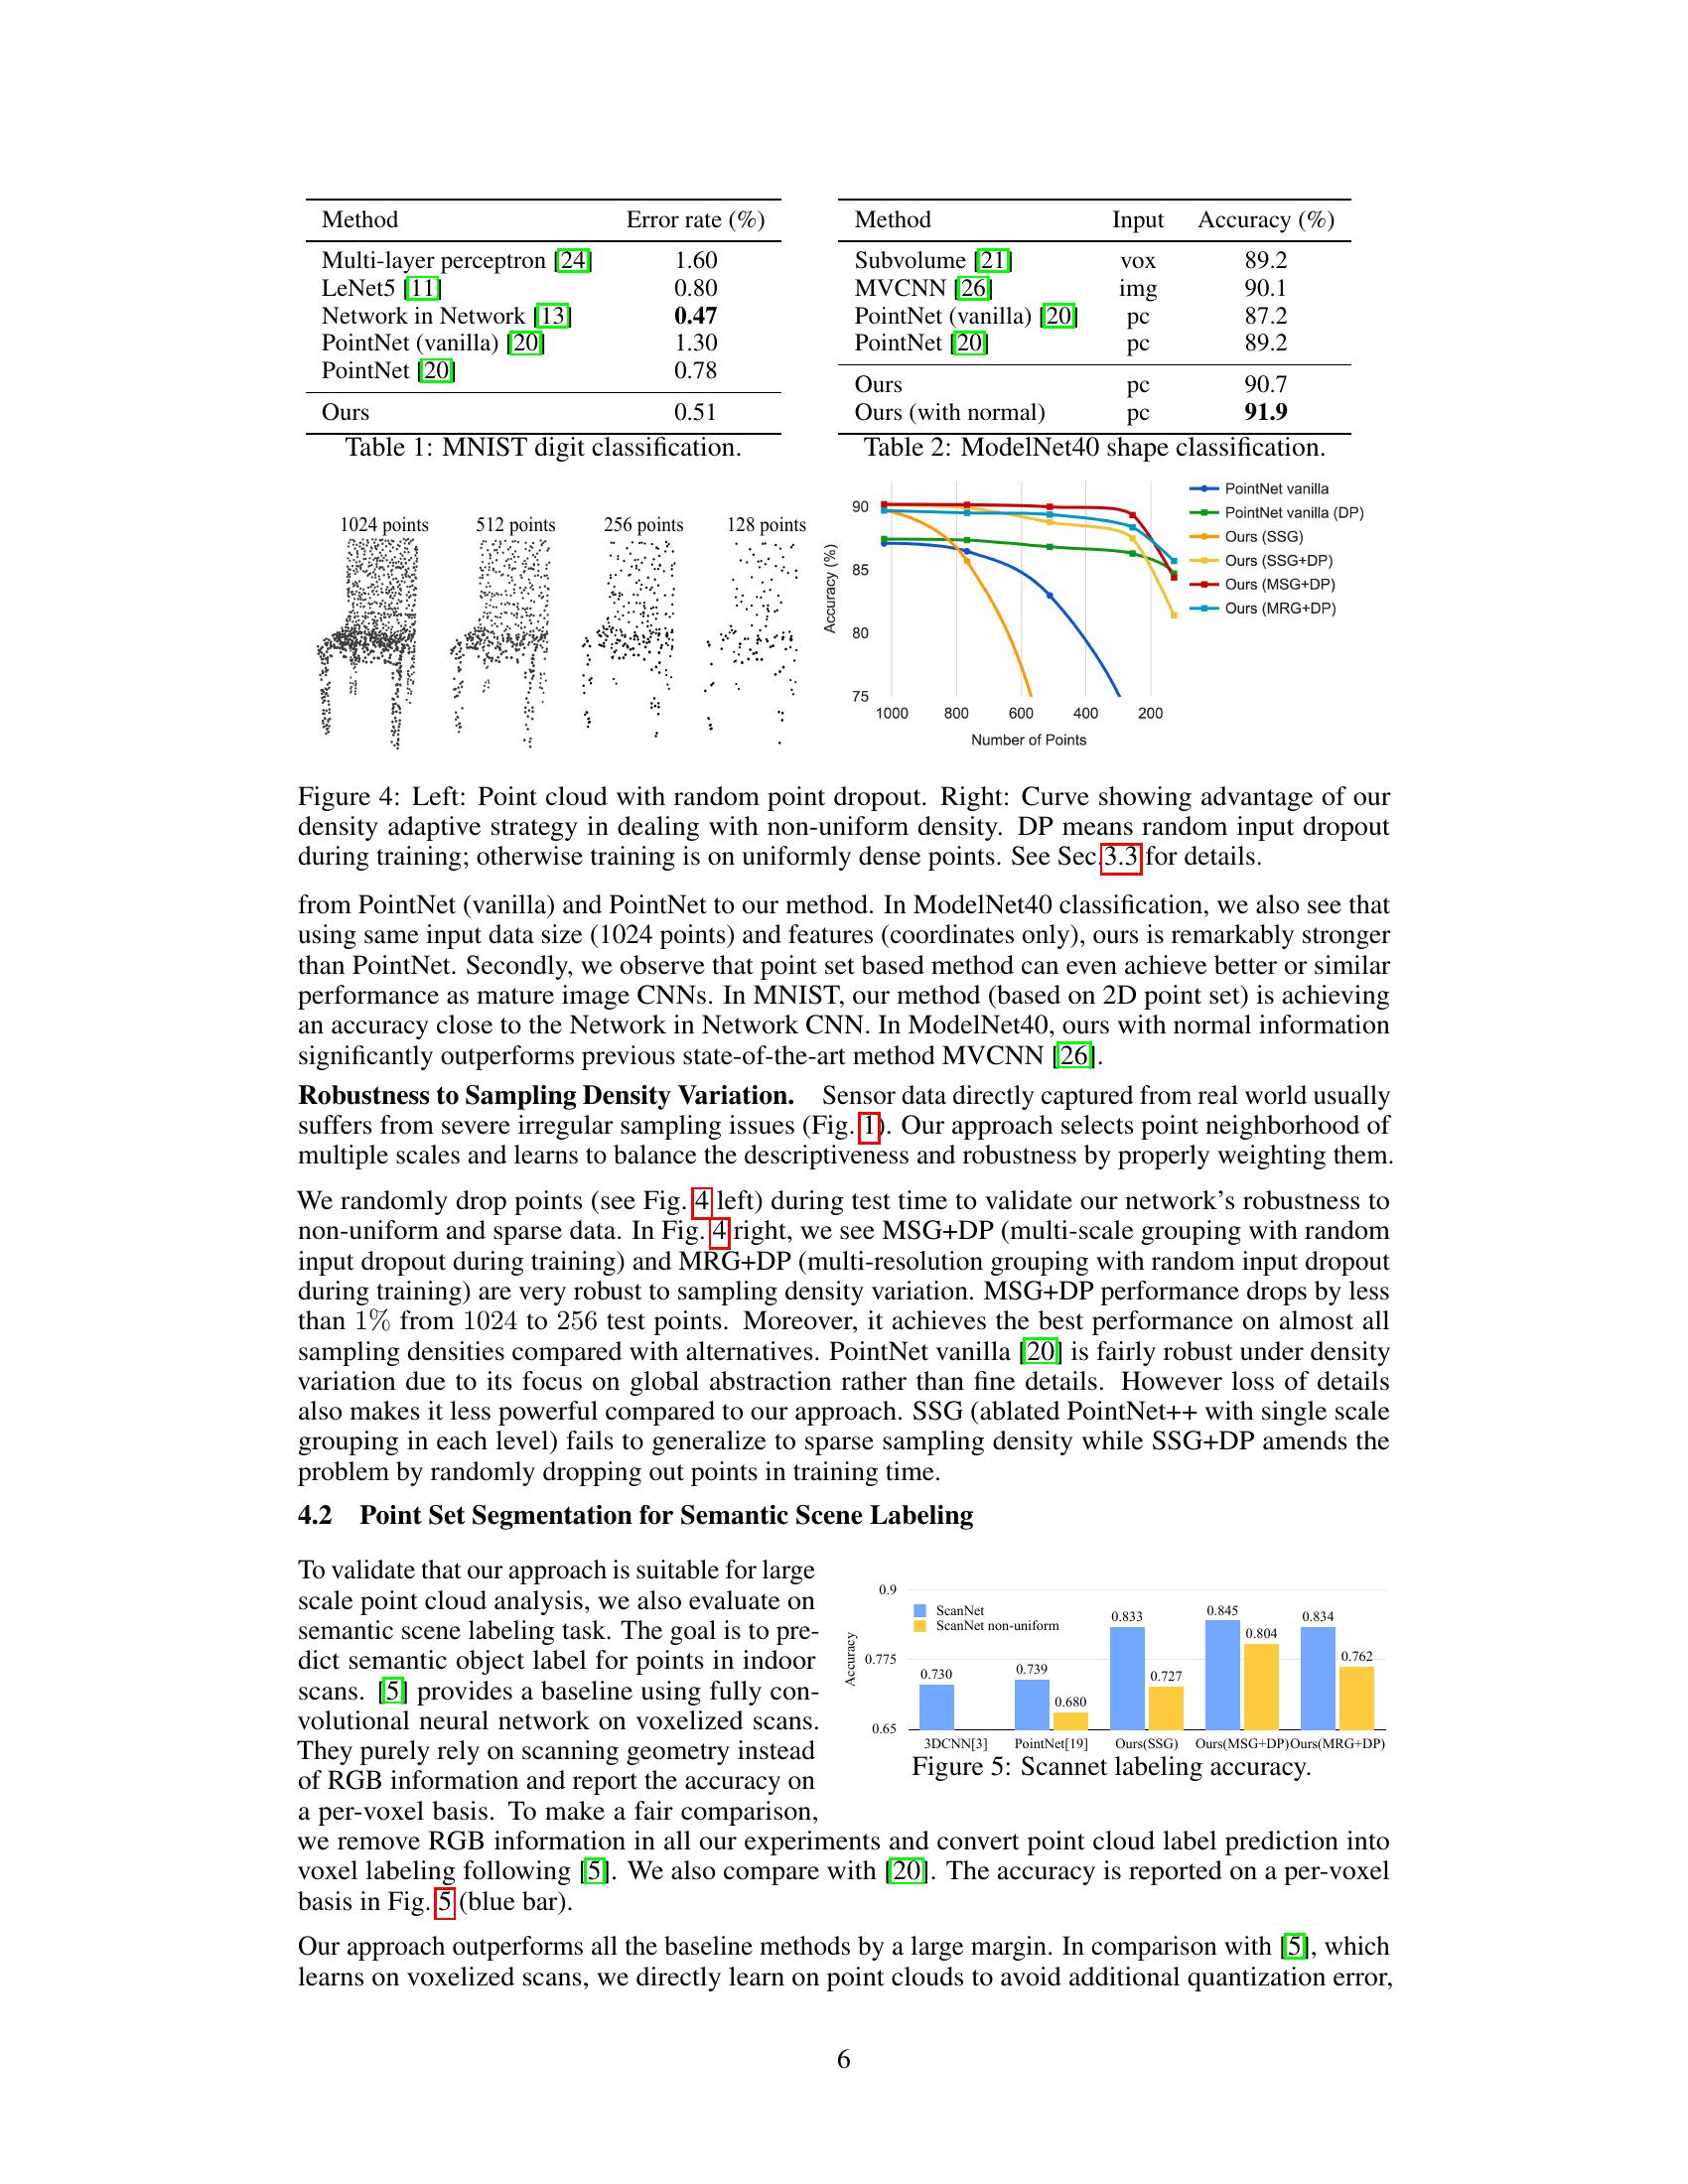 Method Error rate (%)
Multi-layer perceptron [24] 1.60
LeNet5 [11] 0.80
Network in Network [13] 0.47
PointNet (vanilla) [20] 1.30
PointNet [20] 0.78
Ours 0.51
Table 1: MNIST digit classification.
Method Input Accuracy (%)
Subvolume [21] vox 89.2
MVCNN [26] img 90.1
PointNet (vanilla) [20] pc 87.2
PointNet [20] pc 89.2
Ours pc 90.7
Ours (with normal) pc 91.9
Table 2: ModelNet40 shape classification.
1024 points 512 points 256 points 128 points
Accuracy (%)
90
85
80
75
1000 800 600 400 200
Number of Points
PointNet vanilla
PointNet vanilla (DP)
Ours (SSG)
Ours (SSG+DP)
Ours (MSG+DP)
Ours (MRG+DP)
Figure 4: Left: Point cloud with random point dropout. Right: Curve showing advantage of our
density adaptive strategy in dealing with non-uniform density. DP means random input dropout
during training; otherwise training is on uniformly dense points. See Sec.3.3 for details.
from PointNet (vanilla) and PointNet to our method. In ModelNet40 classification, we also see that
using same input data size (1024 points) and features (coordinates only), ours is remarkably stronger
than PointNet. Secondly, we observe that point set based method can even achieve better or similar
performance as mature image CNNs. In MNIST, our method (based on 2D point set) is achieving
an accuracy close to the Network in Network CNN. In ModelNet40, ours with normal information
significantly outperforms previous state-of-the-art method MVCNN [26].
Robustness to Sampling Density Variation. Sensor data directly captured from real world usually
suffers from severe irregular sampling issues (Fig. 1). Our approach selects point neighborhood of
multiple scales and learns to balance the descriptiveness and robustness by properly weighting them.
We randomly drop points (see Fig. 4 left) during test time to validate our network's robustness to
non-uniform and sparse data. In Fig. 4 right, we see MSG+DP (multi-scale grouping with random
input dropout during training) and MRG+DP (multi-resolution grouping with random input dropout
during training) are very robust to sampling density variation. MSG+DP performance drops by less
than 1% from 1024 to 256 test points. Moreover, it achieves the best performance on almost all
sampling densities compared with alternatives. PointNet vanilla [20] is fairly robust under density
variation due to its focus on global abstraction rather than fine details. However loss of details
also makes it less powerful compared to our approach. SSG (ablated PointNet++ with single scale
grouping in each level) fails to generalize to sparse sampling density while SSG+DP amends the
problem by randomly dropping out points in training time.
4.2 Point Set Segmentation for Semantic Scene Labeling
To validate that our approach is suitable for large
scale point cloud analysis, we also evaluate on
semantic scene labeling task. The goal is to pre-
dict semantic object label for points in indoor
scans. [5] provides a baseline using fully con-
volutional neural network on voxelized scans.
They purely rely on scanning geometry instead
of RGB information and report the accuracy on
a per-voxel basis. To make a fair comparison,
Accuracy
0.9
0.775
0.65
ScanNet
ScanNet non-uniform
0.730 0.739 0.680 0.833 0.727 0.845 0.804 0.834 0.762
3DCNN[3] PointNet[19] Ours(SSG) Ours(MSG+DP) Ours(MRG+DP)
Figure 5: Scannet labeling accuracy.
we remove RGB information in all our experiments and convert point cloud label prediction into
voxel labeling following [5]. We also compare with [20]. The accuracy is reported on a per-voxel
basis in Fig. 5 (blue bar).
Our approach outperforms all the baseline methods by a large margin. In comparison with [5], which
learns on voxelized scans, we directly learn on point clouds to avoid additional quantization error,
6